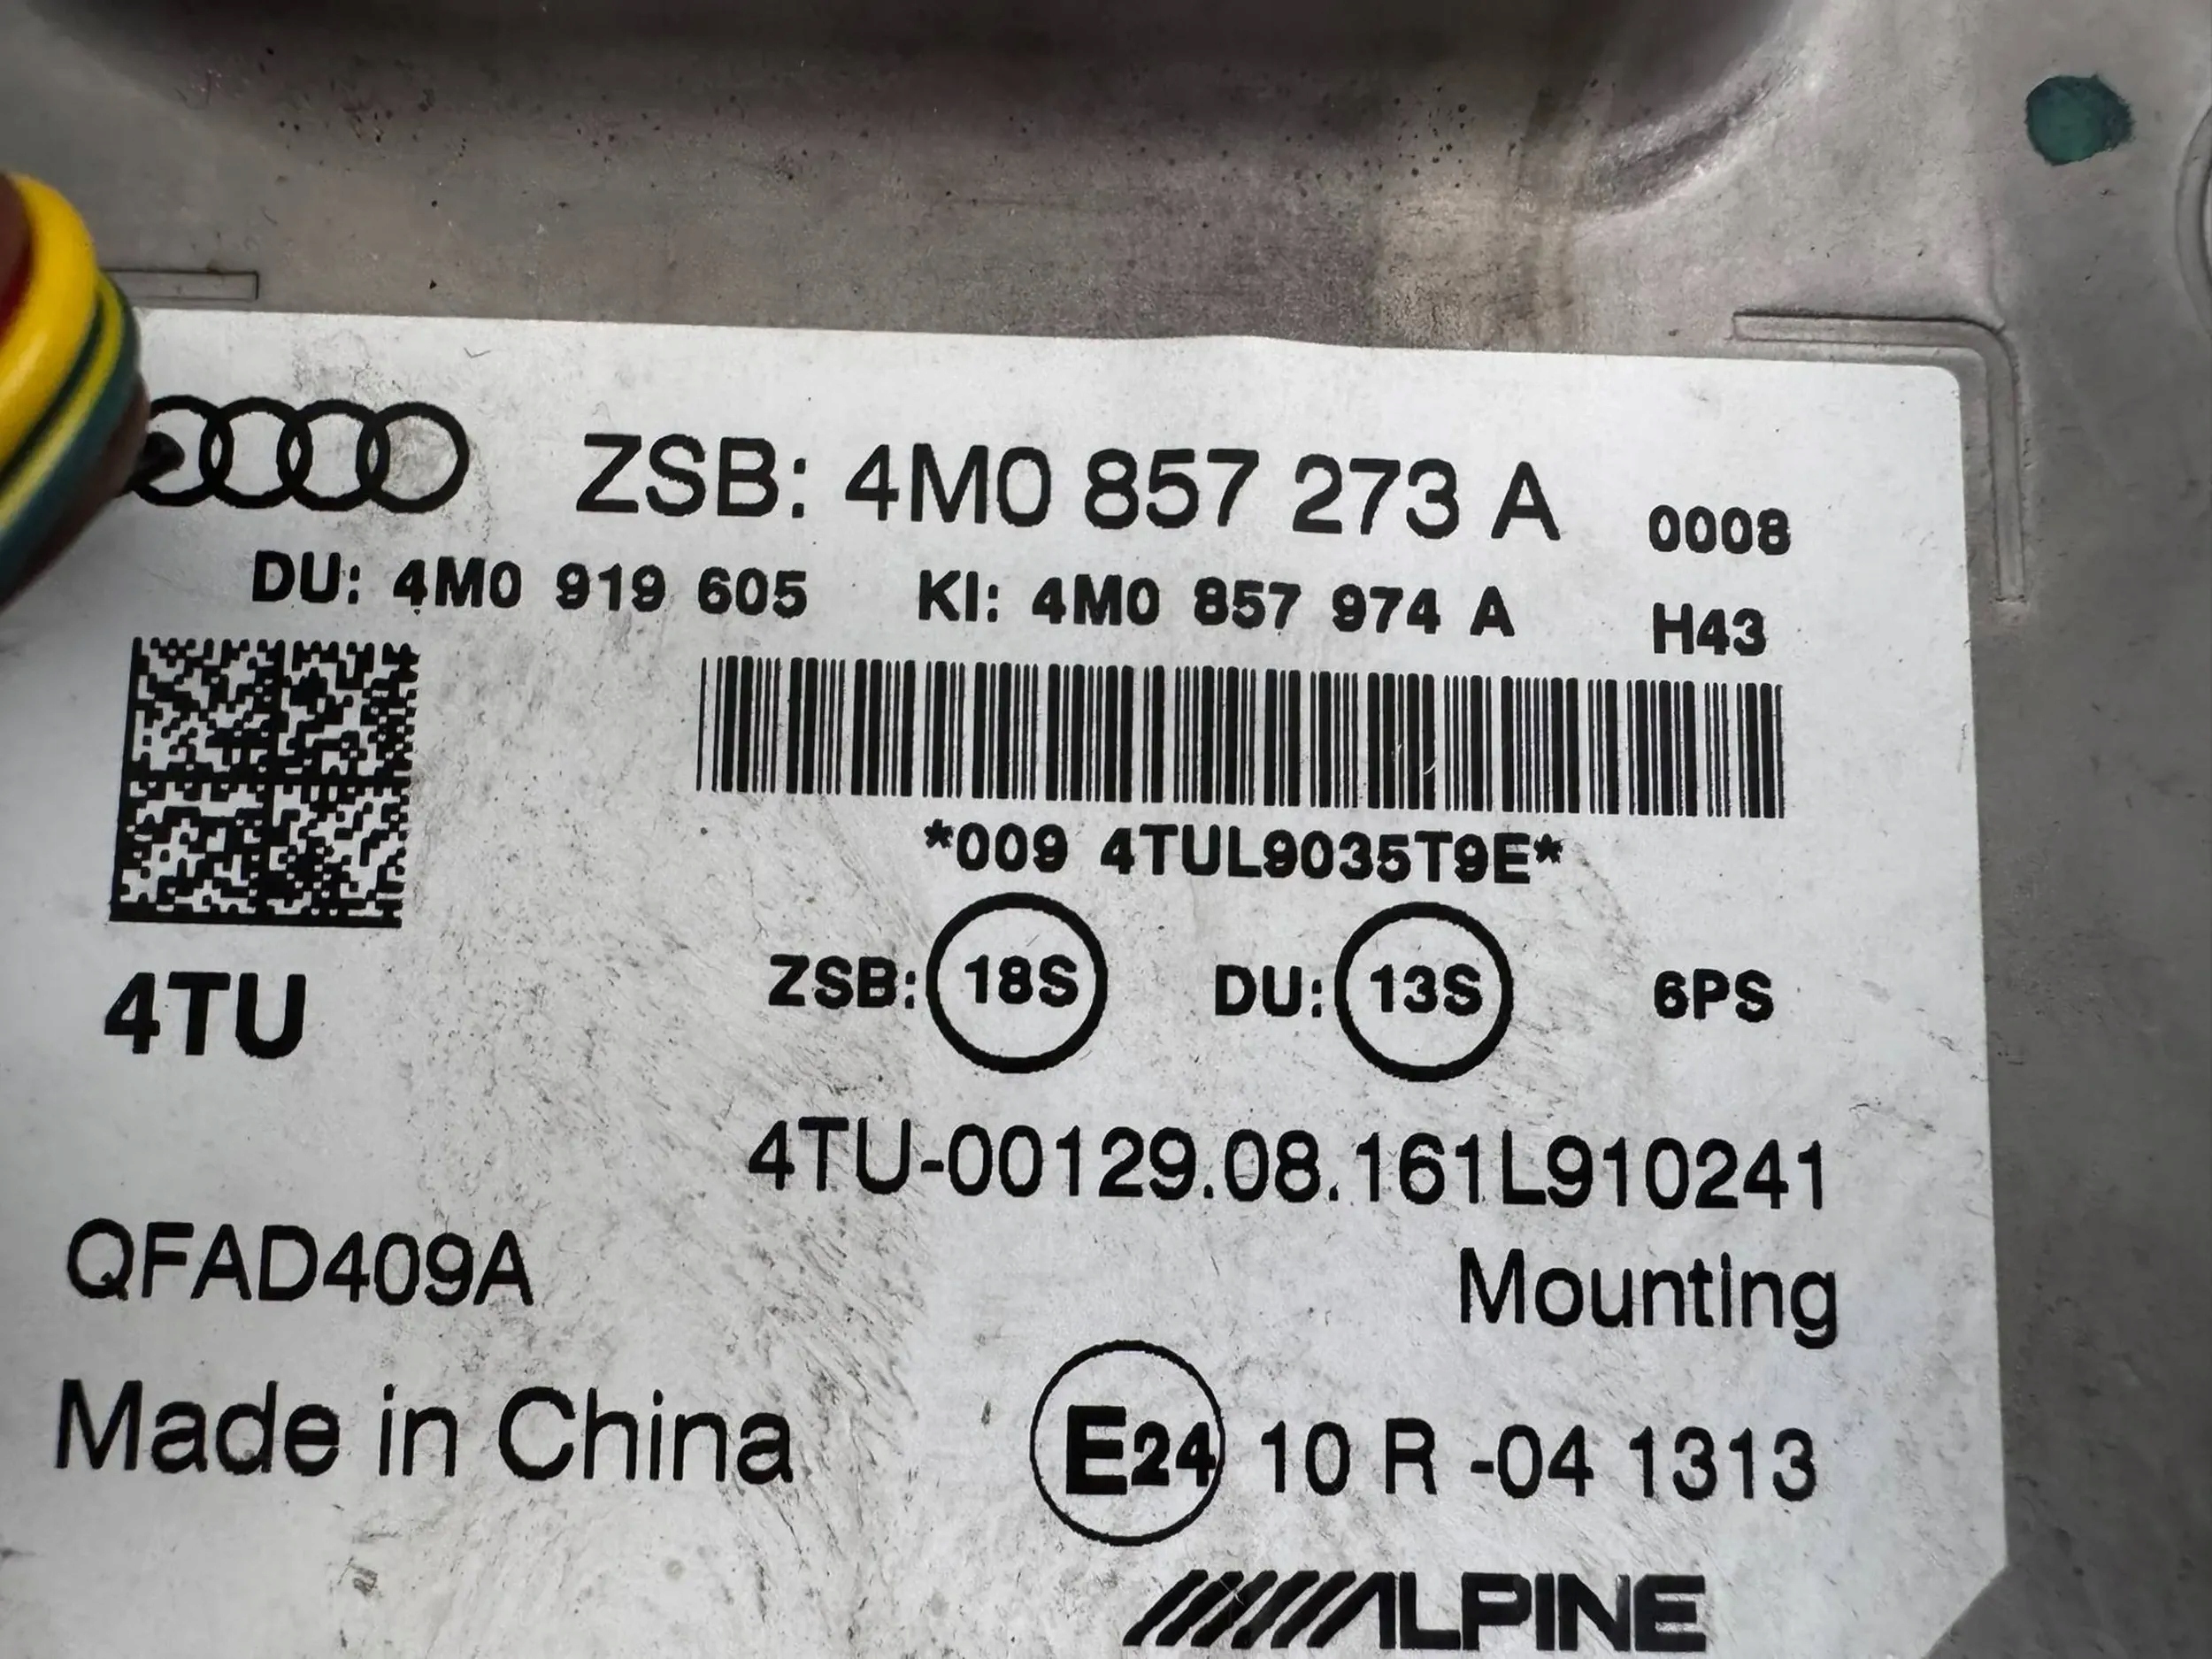 ZSB: 4M0 857 273 A 0008
DU: 4M0 919 605 KI: 4M0 857 974 A H43
*009 4TUL9035T9E*
4TU
ZSB: 18S DU: 13S 6PS
4TU-00129.08.161L910241
QFAD409A
Mounting
Made in China
E24 10 R -04 1313
ALPINE